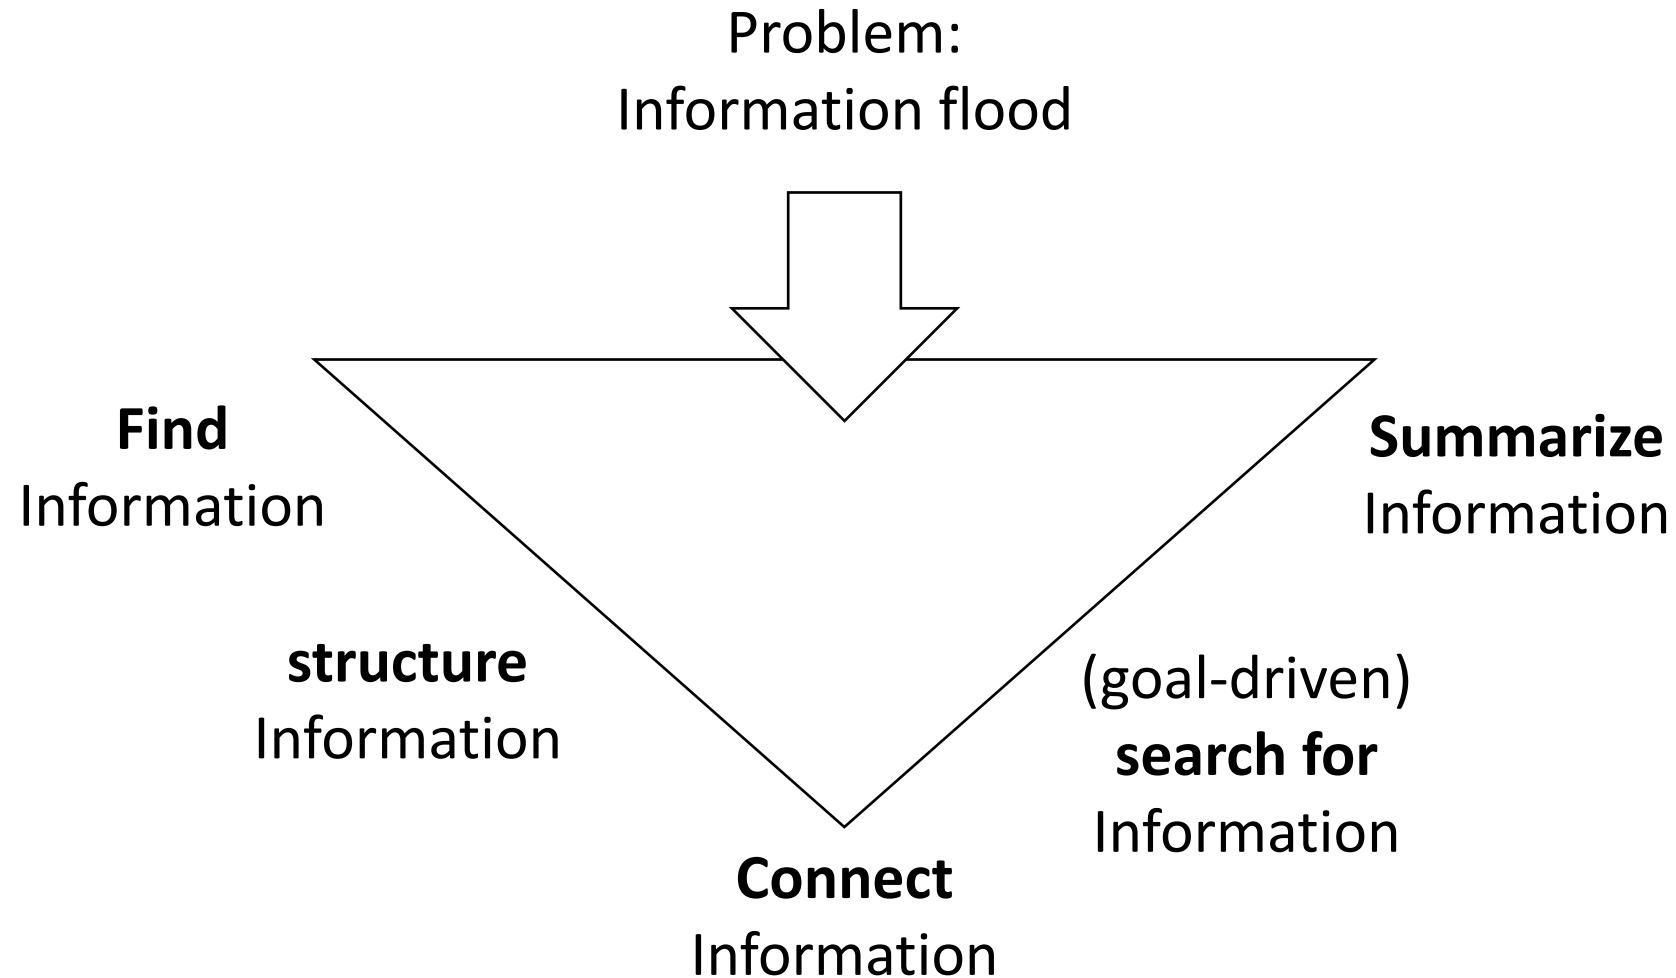 Problem:
Information flood
Find
Information
Summarize
Information
structure
Information
(goal-driven)
search for
Information
Connect
Information